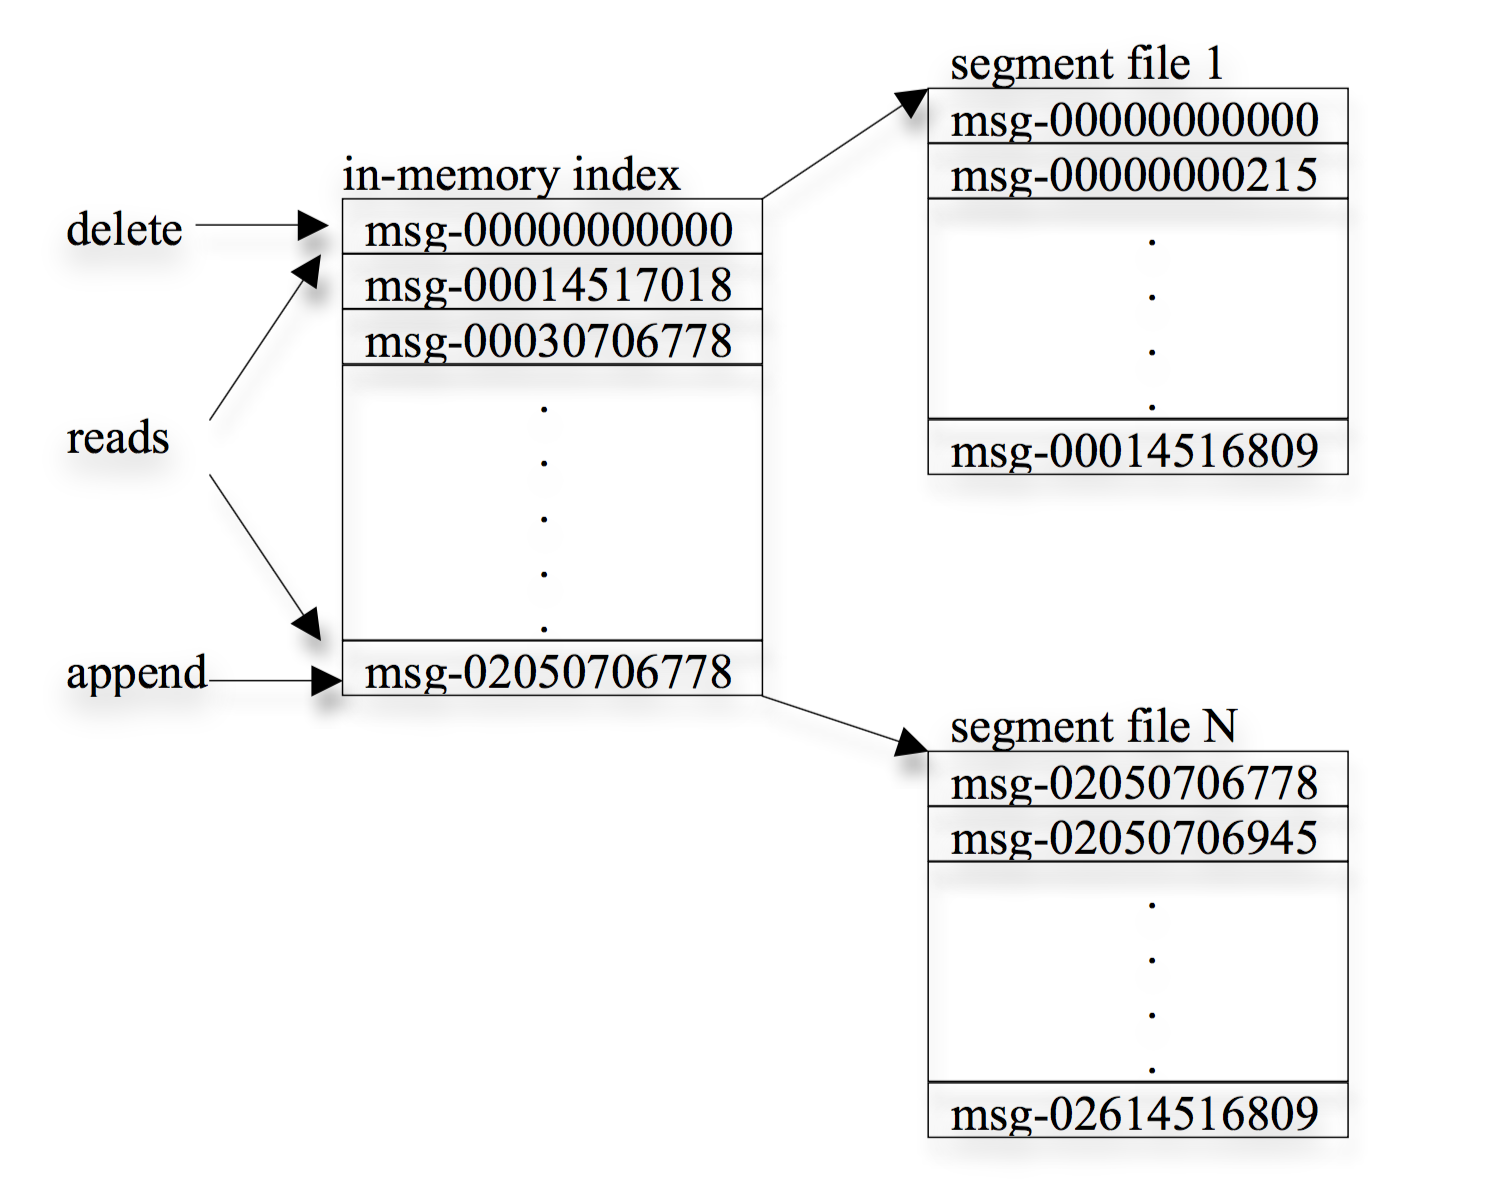 segment file 1
msg-00000000000
msg-00000000215
.
.
.
.
msg-00014516809
in-memory index
msg-00000000000
msg-00014517018
msg-00030706778
.
.
.
.
.
msg-02050706778
delete
reads
append
segment file N
msg-02050706778
msg-02050706945
.
.
.
.
msg-02614516809